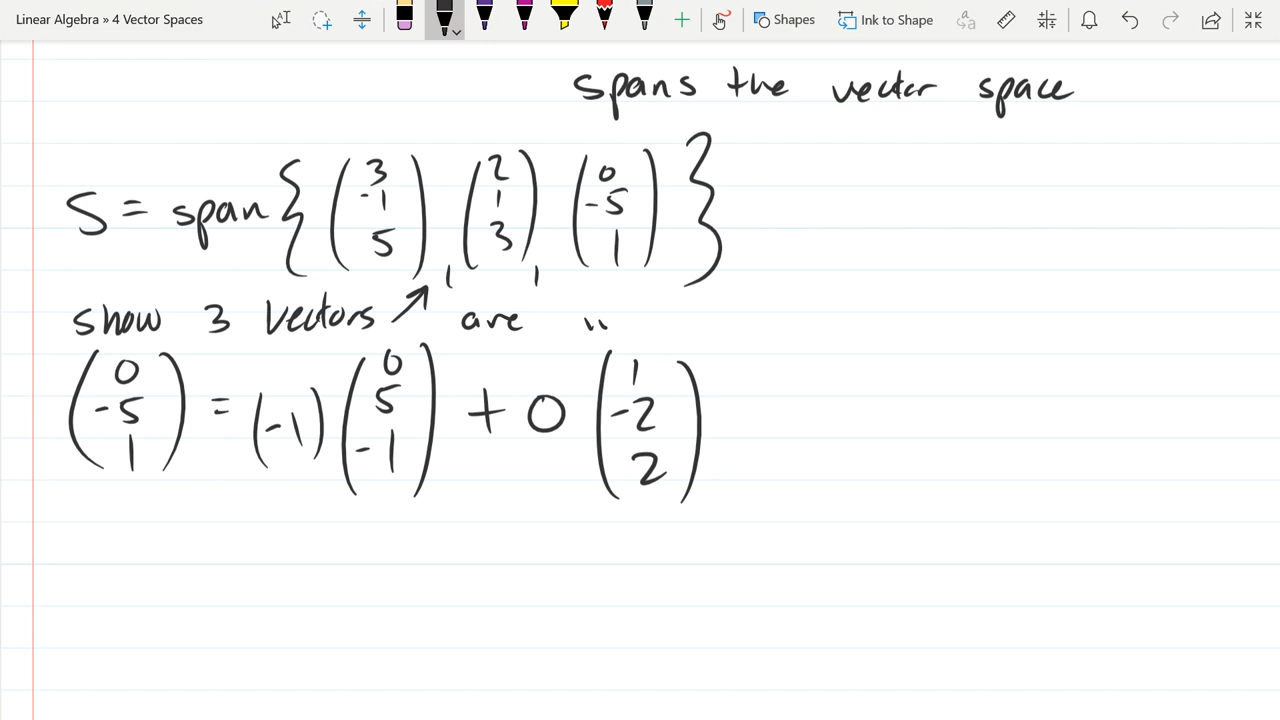 Linear Algebra » 4 Vector Spaces Shapes Ink to Shape
spans the vector space
S = span{ (3 -1 5), (2 1 3), (0 -5 1) }
show 3 vectors ↗ are "
(0 -5 1) = (-1) (0 5 -1) + 0 (1 -2 2)